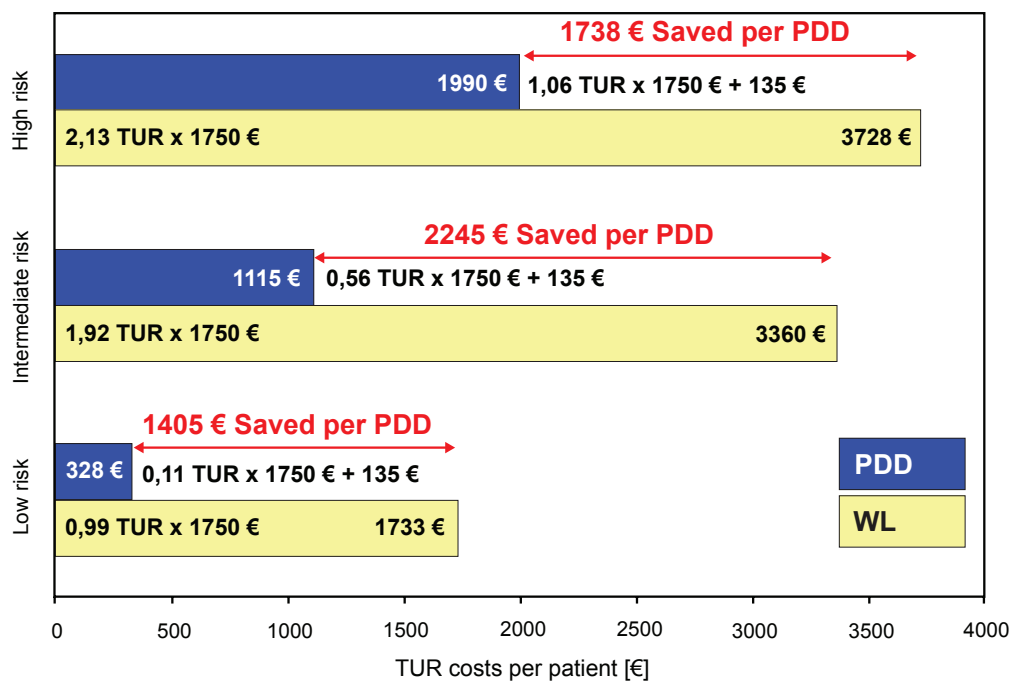 High risk
1738 € Saved per PDD
1990 €
1,06 TUR x 1750 € + 135 €
2,13 TUR x 1750 €
3728 €
Intermediate risk
2245 € Saved per PDD
1115 €
0,56 TUR x 1750 € + 135 €
1,92 TUR x 1750 €
3360 €
Low risk
1405 € Saved per PDD
328 €
0,11 TUR x 1750 € + 135 €
0,99 TUR x 1750 €
1733 €
PDD
WL
0 500 1000 1500 2000 2500 3000 3500 4000
TUR costs per patient [€]